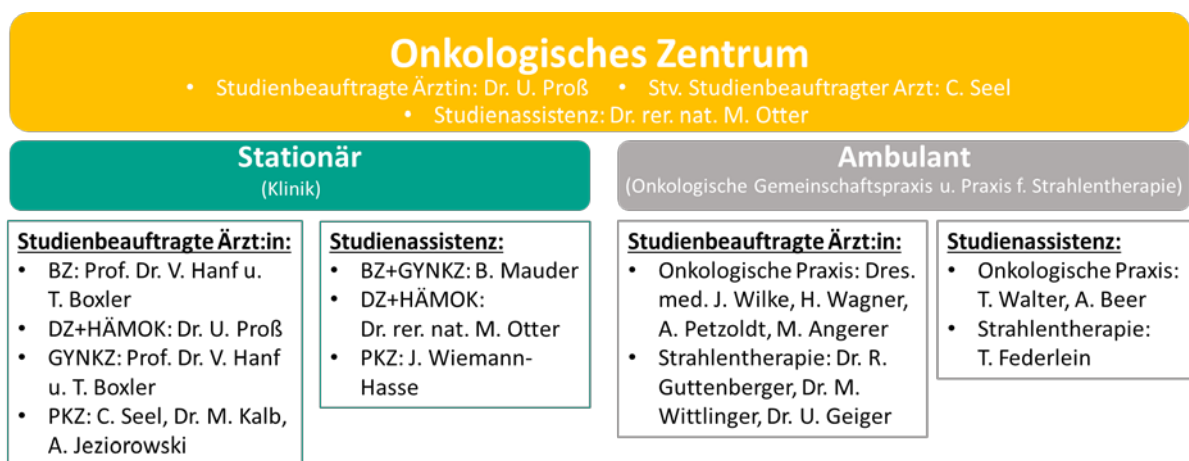 Onkologisches Zentrum
• Studienbeauftragte Ärztin: Dr. U. Proß • Stv. Studienbeauftragter Arzt: C. Seel
• Studienassistenz: Dr. rer. nat. M. Otter
Stationär
(Klinik)
Studienbeauftragte Ärzt:in:
• BZ: Prof. Dr. V. Hanf u.
T. Boxler
• DZ+HÄMOK: Dr. U. Proß
• GYNKZ: Prof. Dr. V. Hanf
u. T. Boxler
• PKZ: C. Seel, Dr. M. Kalb,
A. Jeziorowski
Studienassistenz:
• BZ+GYNKZ: B. Mauder
• DZ+HÄMOK:
Dr. rer. nat. M. Otter
• PKZ: J. Wiemann-
Hasse
Ambulant
(Onkologische Gemeinschaftspraxis u. Praxis f. Strahlentherapie)
Studienbeauftragte Ärzt:in:
• Onkologische Praxis: Dres.
med. J. Wilke, H. Wagner,
A. Petzoldt, M. Angerer
• Strahlentherapie: Dr. R.
Guttenberger, Dr. M.
Wittlinger, Dr. U. Geiger
Studienassistenz:
• Onkologische Praxis:
T. Walter, A. Beer
• Strahlentherapie:
T. Federlein